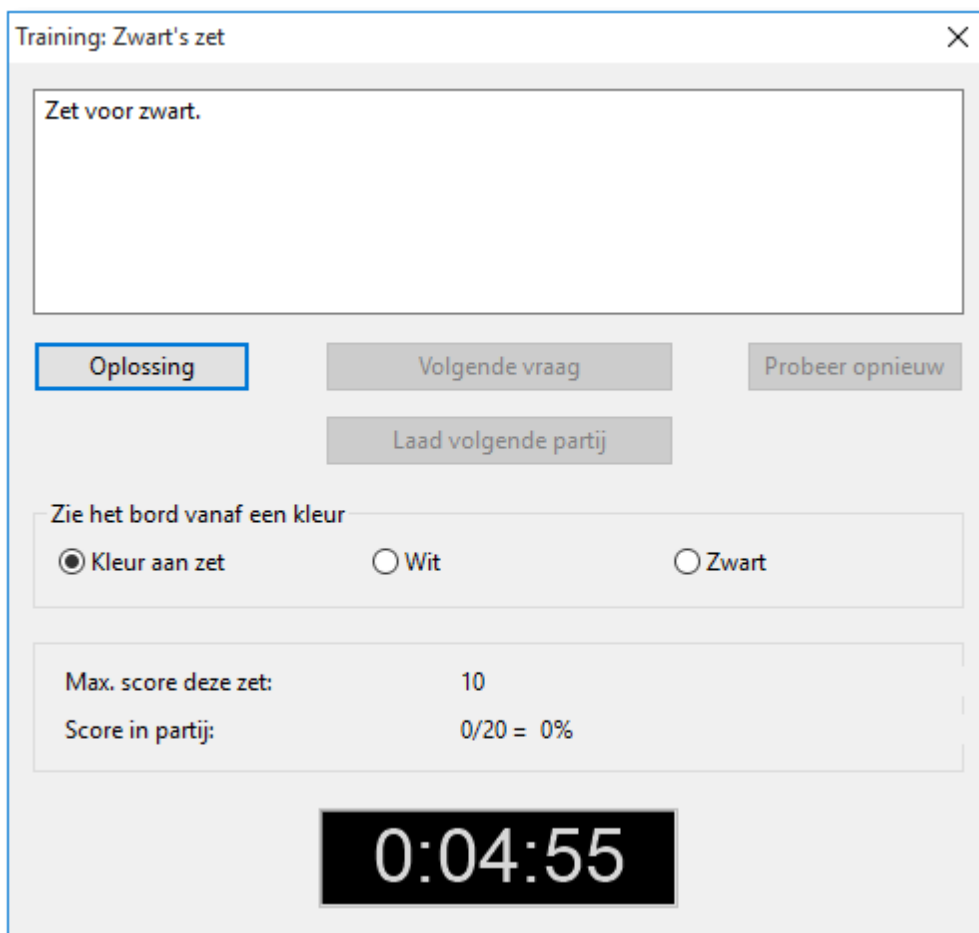 Training: Zwart's zet
Zet voor zwart.
Oplossing
Volgende vraag
Probeer opnieuw
Laad volgende partij
Zie het bord vanaf een kleur
Kleur aan zet
Wit
Zwart
Max. score deze zet: 10
Score in partij: 0/20 = 0%
0:04:55